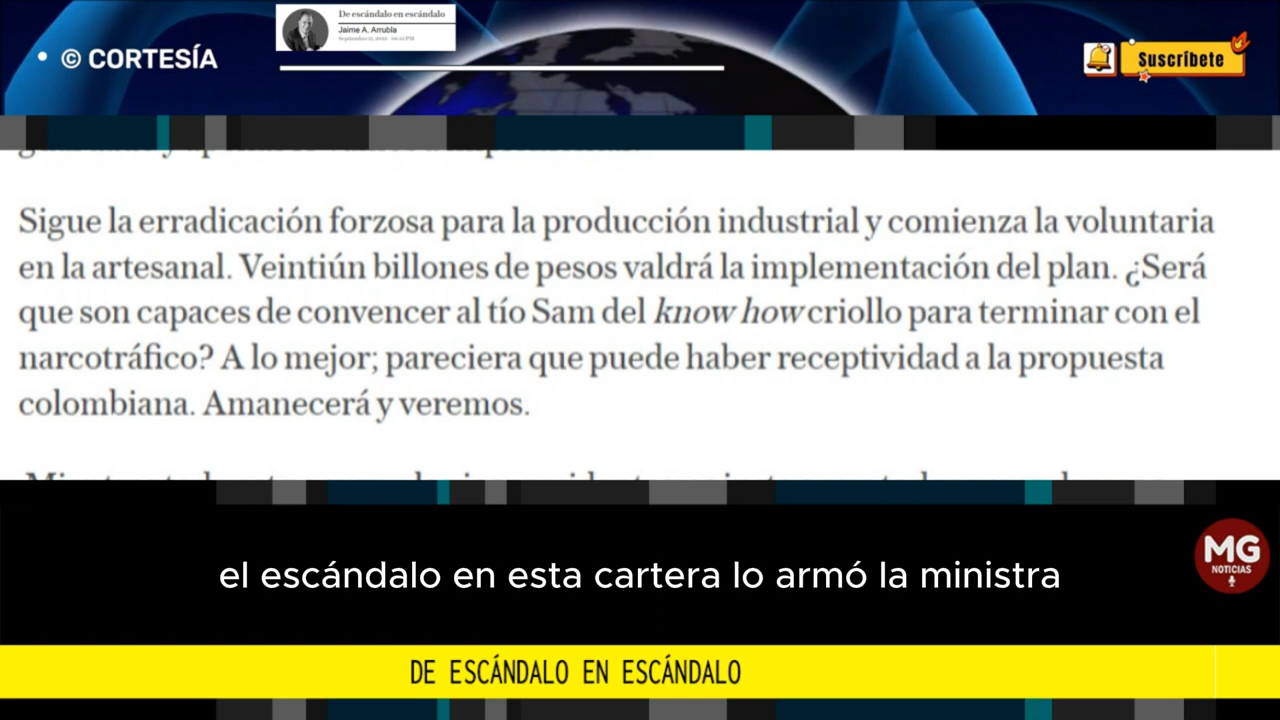 De escándalo en escándalo
Jaime A. Arrubla
• © CORTESÍA
Suscríbete
Sigue la erradicación forzosa para la producción industrial y comienza la voluntaria
en la artesanal. Veintiún billones de pesos valdrá la implementación del plan. ¿Será
que son capaces de convencer al tío Sam del know how criollo para terminar con el
narcotráfico? A lo mejor; pareciera que puede haber receptividad a la propuesta
colombiana. Amanecerá y veremos.
el escándalo en esta cartera lo armó la ministra
MG
NOTICIAS
DE ESCÁNDALO EN ESCÁNDALO